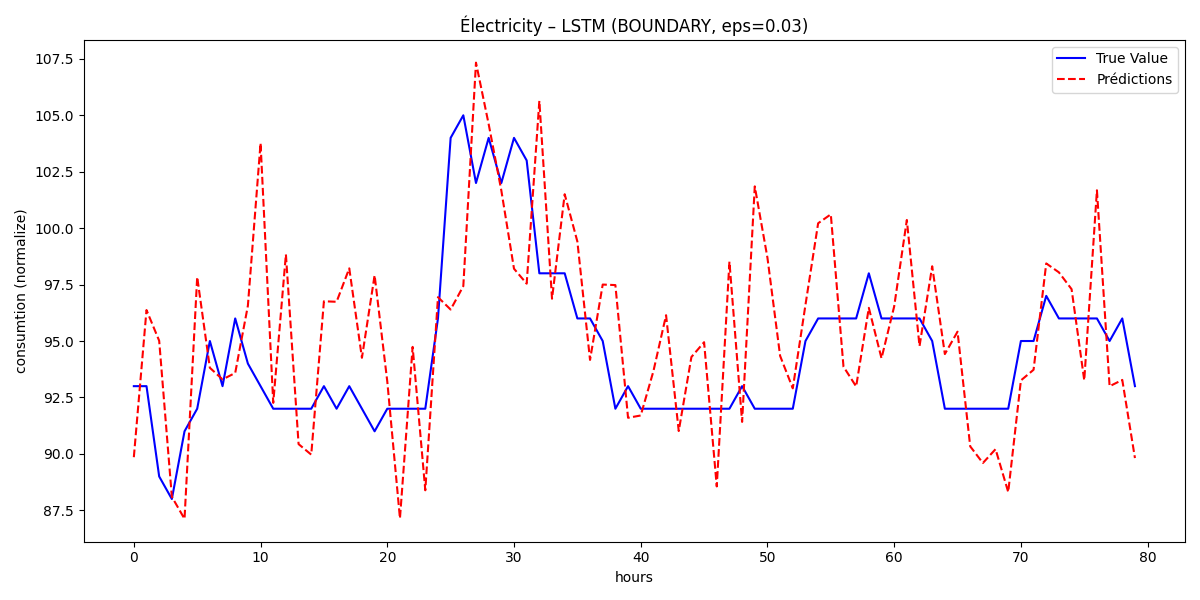 Électricity – LSTM (BOUNDARY, eps=0.03)
True Value
Prédictions
consumtion (normalize)
107.5
105.0
102.5
100.0
97.5
95.0
92.5
90.0
87.5
0 10 20 30 40 50 60 70 80
hours